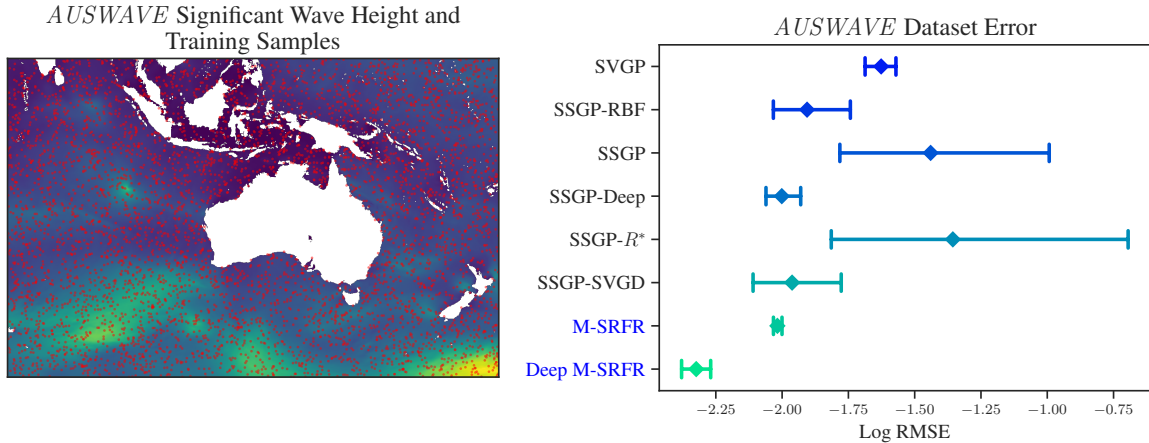 AUSWAVE Significant Wave Height and
Training Samples
AUSWAVE Dataset Error
SVGP
SSGP-RBF
SSGP
SSGP-Deep
SSGP-R*
SSGP-SVGD
M-SRFR
Deep M-SRFR
−2.25 −2.00 −1.75 −1.50 −1.25 −1.00 −0.75
Log RMSE